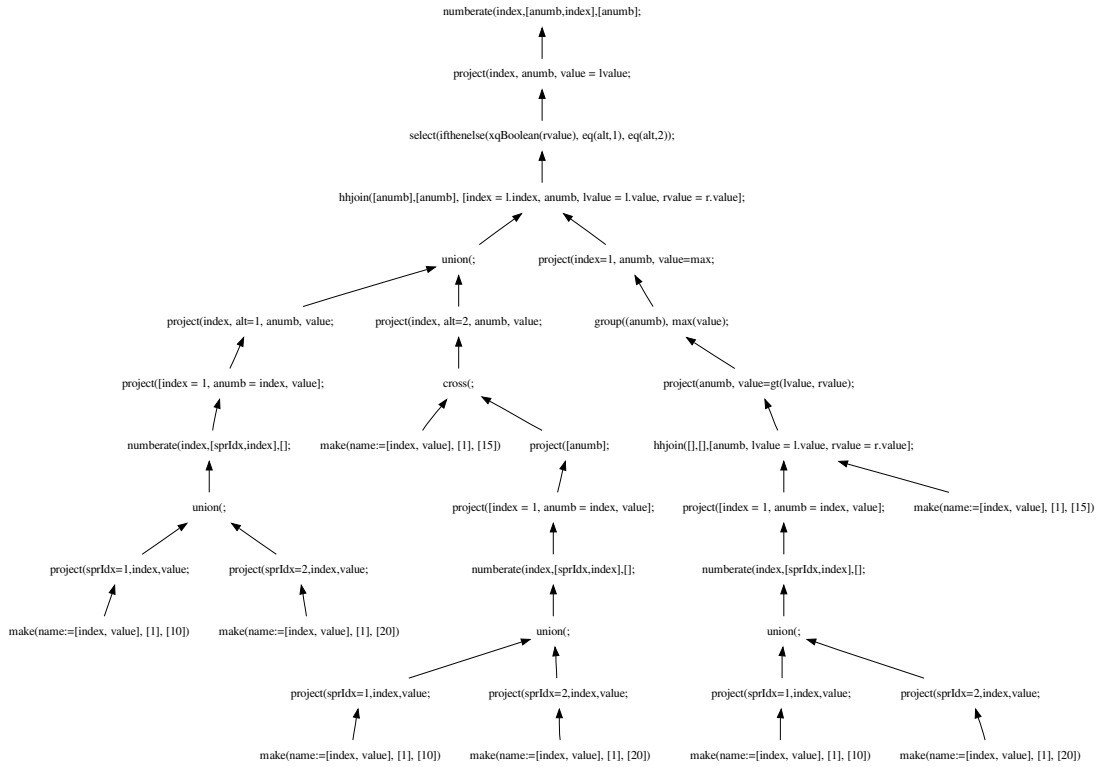 numberate(index,[anumb,index],[anumb];
project(index, anumb, value = lvalue;
select(ifthenelse(xqBoolean(rvalue), eq(alt,1), eq(alt,2));
hhjoin([anumb],[anumb], [index = l.index, anumb, lvalue = l.value, rvalue = r.value];
union(;
project(index=1, anumb, value=max;
project(index, alt=1, anumb, value;
project(index, alt=2, anumb, value;
group((anumb), max(value);
project([index = 1, anumb = index, value];
cross(;
project(anumb, value=gt(lvalue, rvalue);
numberate(index,[sprIdx,index],[];
make(name:=[index, value], [1], [15])
project([anumb];
hhjoin([],[],[anumb, lvalue = l.value, rvalue = r.value];
union(;
project([index = 1, anumb = index, value];
project([index = 1, anumb = index, value];
make(name:=[index, value], [1], [15])
project(sprIdx=1,index,value;
project(sprIdx=2,index,value;
numberate(index,[sprIdx,index],[];
numberate(index,[sprIdx,index],[];
make(name:=[index, value], [1], [10])
make(name:=[index, value], [1], [20])
union(;
union(;
project(sprIdx=1,index,value;
project(sprIdx=2,index,value;
project(sprIdx=1,index,value;
project(sprIdx=2,index,value;
make(name:=[index, value], [1], [10])
make(name:=[index, value], [1], [20])
make(name:=[index, value], [1], [10])
make(name:=[index, value], [1], [20])